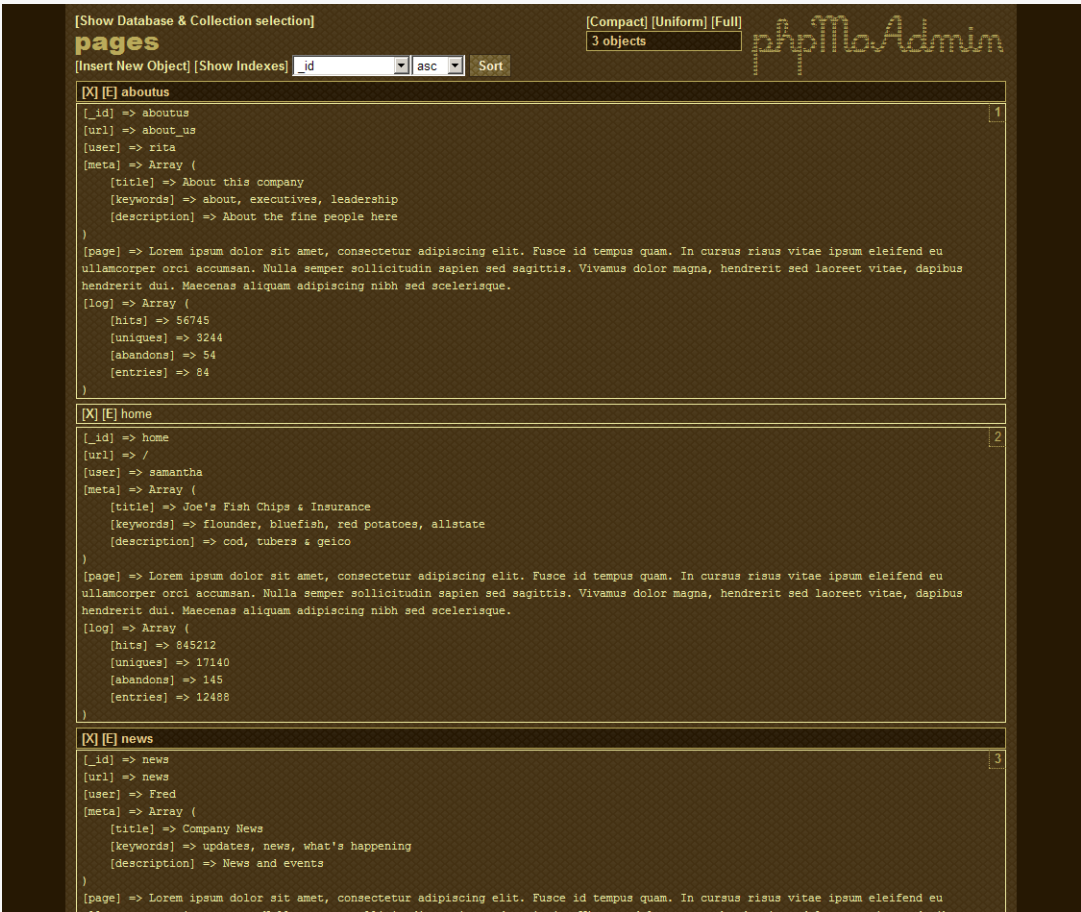 [Show Database & Collection selection]
[Compact] [Uniform] [Full]
phpMoAdmin
pages
3 objects
[Insert New Object] [Show Indexes] _id asc Sort
[X] [E] aboutus
1
[_id] => aboutus
[url] => about_us
[user] => rita
[meta] => Array (
[title] => About this company
[keywords] => about, executives, leadership
[description] => About the fine people here
)
[page] => Lorem ipsum dolor sit amet, consectetur adipiscing elit. Fusce id tempus quam. In cursus risus vitae ipsum eleifend eu
ullamcorper orci accumsan. Nulla semper sollicitudin sapien sed sagittis. Vivamus dolor magna, hendrerit sed laoreet vitae, dapibus
hendrerit dui. Maecenas aliquam adipiscing nibh sed scelerisque.
[log] => Array (
[hits] => 56745
[uniques] => 3244
[abandons] => 54
[entries] => 84
)
[X] [E] home
2
[_id] => home
[url] => /
[user] => samantha
[meta] => Array (
[title] => Joe's Fish Chips & Insurance
[keywords] => flounder, bluefish, red potatoes, allstate
[description] => cod, tubers & geico
)
[page] => Lorem ipsum dolor sit amet, consectetur adipiscing elit. Fusce id tempus quam. In cursus risus vitae ipsum eleifend eu
ullamcorper orci accumsan. Nulla semper sollicitudin sapien sed sagittis. Vivamus dolor magna, hendrerit sed laoreet vitae, dapibus
hendrerit dui. Maecenas aliquam adipiscing nibh sed scelerisque.
[log] => Array (
[hits] => 845212
[uniques] => 17140
[abandons] => 145
[entries] => 12488
)
[X] [E] news
3
[_id] => news
[url] => news
[user] => Fred
[meta] => Array (
[title] => Company News
[keywords] => updates, news, what's happening
[description] => News and events
)
[page] => Lorem ipsum dolor sit amet, consectetur adipiscing elit. Fusce id tempus quam. In cursus risus vitae ipsum eleifend eu